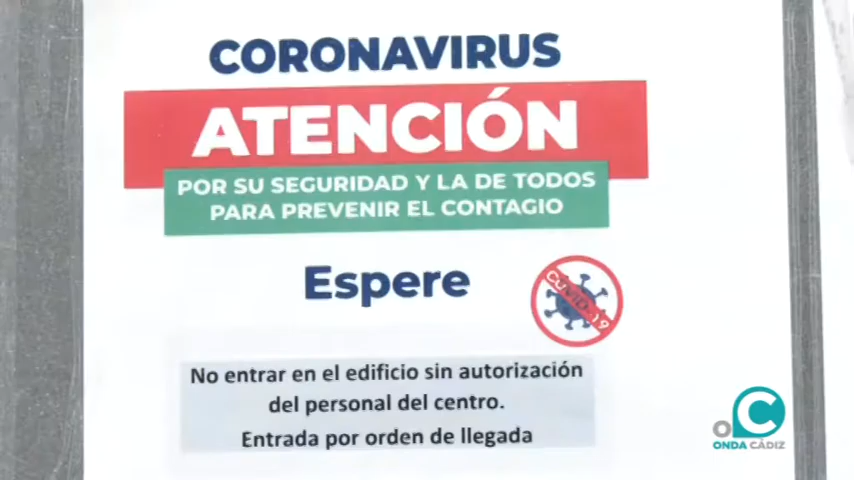 CORONAVIRUS
ATENCIÓN
POR SU SEGURIDAD Y LA DE TODOS
PARA PREVENIR EL CONTAGIO
Espere
COVID-19
No entrar en el edificio sin autorización
del personal del centro.
Entrada por orden de llegada
OC
ONDA CÁDIZ